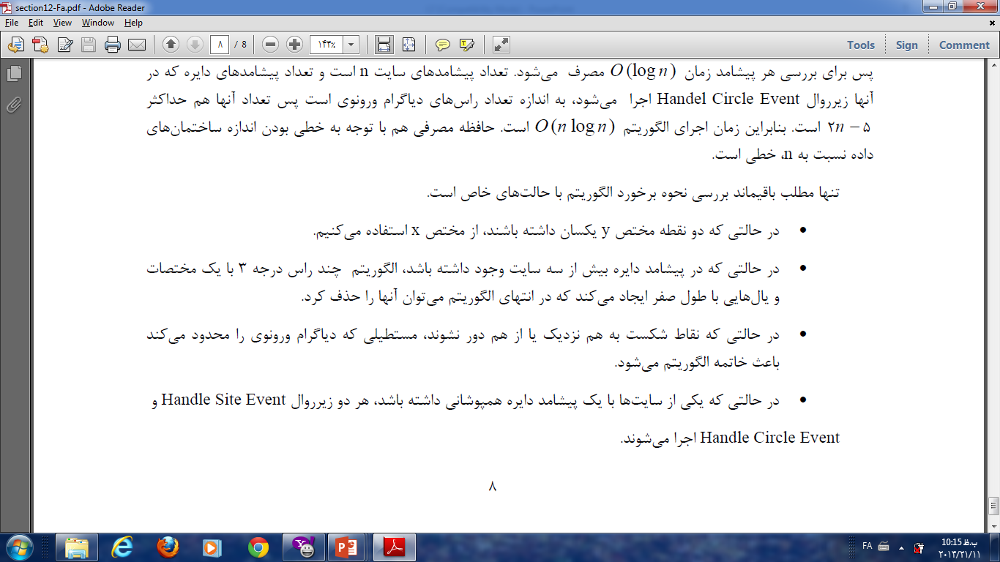 section12-Fa.pdf - Adobe Reader
File Edit View Window Help
۸ / 8 ۱۴۳٪ Tools Sign Comment
پس برای بررسی هر پیشامد زمان O(log n) مصرف می‌شود. تعداد پیشامدهای سایت n است و تعداد پیشامدهای دایره که در
آنها زیرروال Handel Circle Event اجرا می‌شود، به اندازه تعداد راس‌های دیاگرام ورونوی است پس تعداد آنها هم حداکثر
۲n – ۵ است. بنابراین زمان اجرای الگوریتم O(n log n) است. حافظه مصرفی هم با توجه به خطی بودن اندازه ساختمان‌های
داده نسبت به n، خطی است.
تنها مطلب باقیماند بررسی نحوه برخورد الگوریتم با حالت‌های خاص است.
• در حالتی که دو نقطه مختص y یکسان داشته باشند، از مختص x استفاده می‌کنیم.
• در حالتی که در پیشامد دایره بیش از سه سایت وجود داشته باشد، الگوریتم چند راس درجه ۳ با یک مختصات
و یال‌هایی با طول صفر ایجاد می‌کند که در انتهای الگوریتم می‌توان آنها را حذف کرد.
• در حالتی که نقاط شکست به هم نزدیک یا از هم دور نشوند، مستطیلی که دیاگرام ورونوی را محدود می‌کند
باعث خاتمه الگوریتم می‌شود.
• در حالتی که یکی از سایت‌ها با یک پیشامد دایره همپوشانی داشته باشد، هر دو زیرروال Handle Site Event و
Handle Circle Event اجرا می‌شوند.
۸
FA
10:15 ب.ظ
۲۰۱۳/۲۱/۱۱